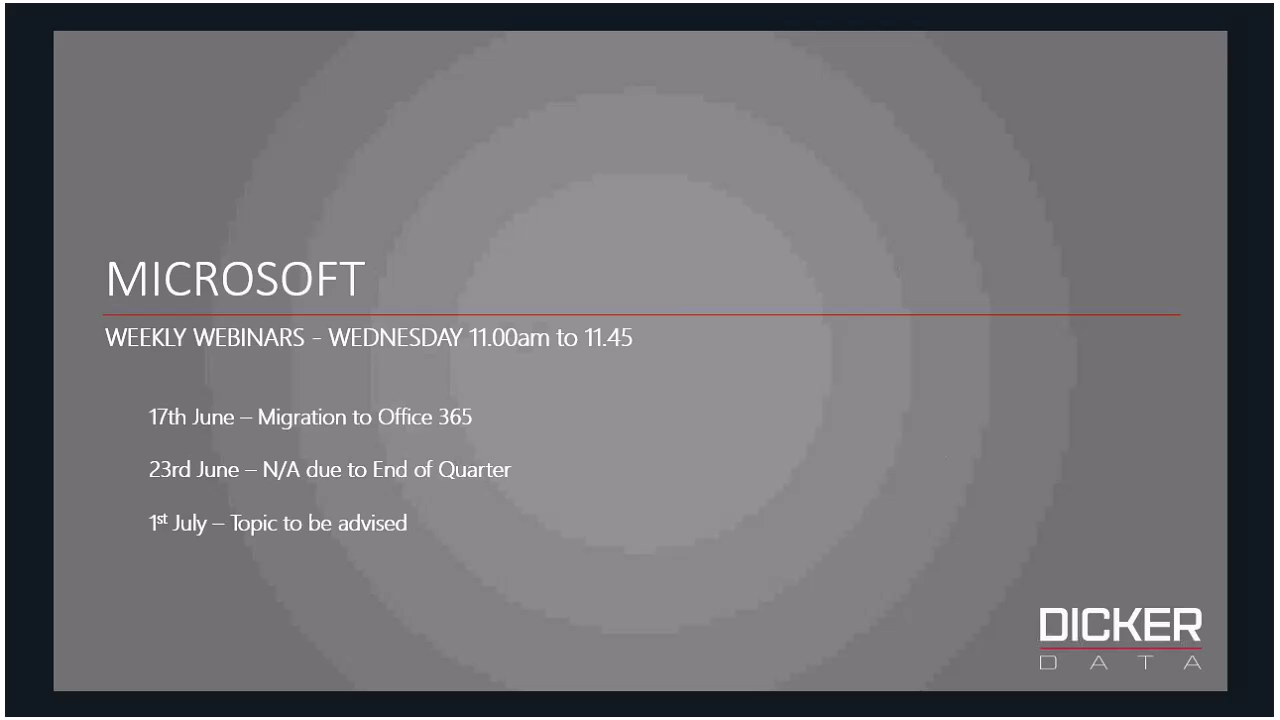 MICROSOFT
WEEKLY WEBINARS - WEDNESDAY 11.00am to 11.45
17th June – Migration to Office 365
23rd June – N/A due to End of Quarter
1st July – Topic to be advised
DICKER
DATA